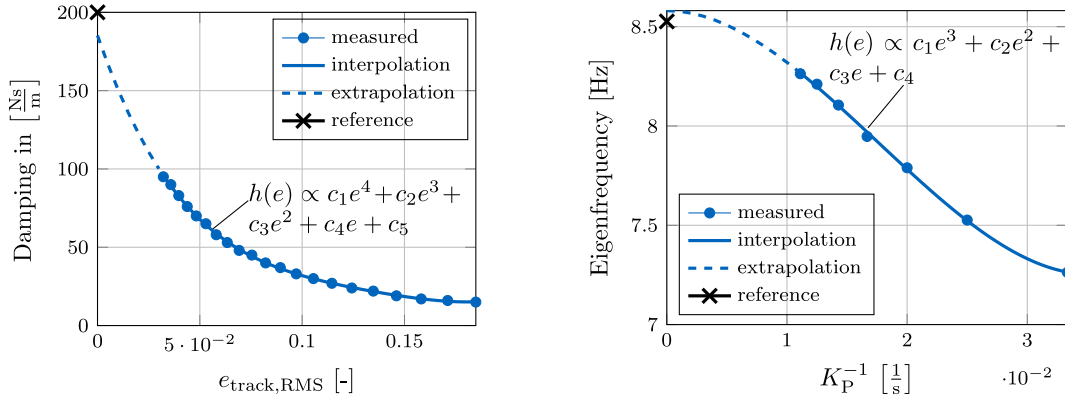 200
150
100
50
0
Damping in [Ns/m]
measured
interpolation
extrapolation
reference
h(e) ∝ c₁e⁴ + c₂e³ +
c₃e² + c₄e + c₅
0
5 · 10⁻²
0.1
0.15
e_track,RMS [-]
8.5
8
7.5
7
Eigenfrequency [Hz]
h(e) ∝ c₁e³ + c₂e² +
c₃e + c₄
measured
interpolation
extrapolation
reference
0
1
2
3
K_P⁻¹ [1/s]
·10⁻²